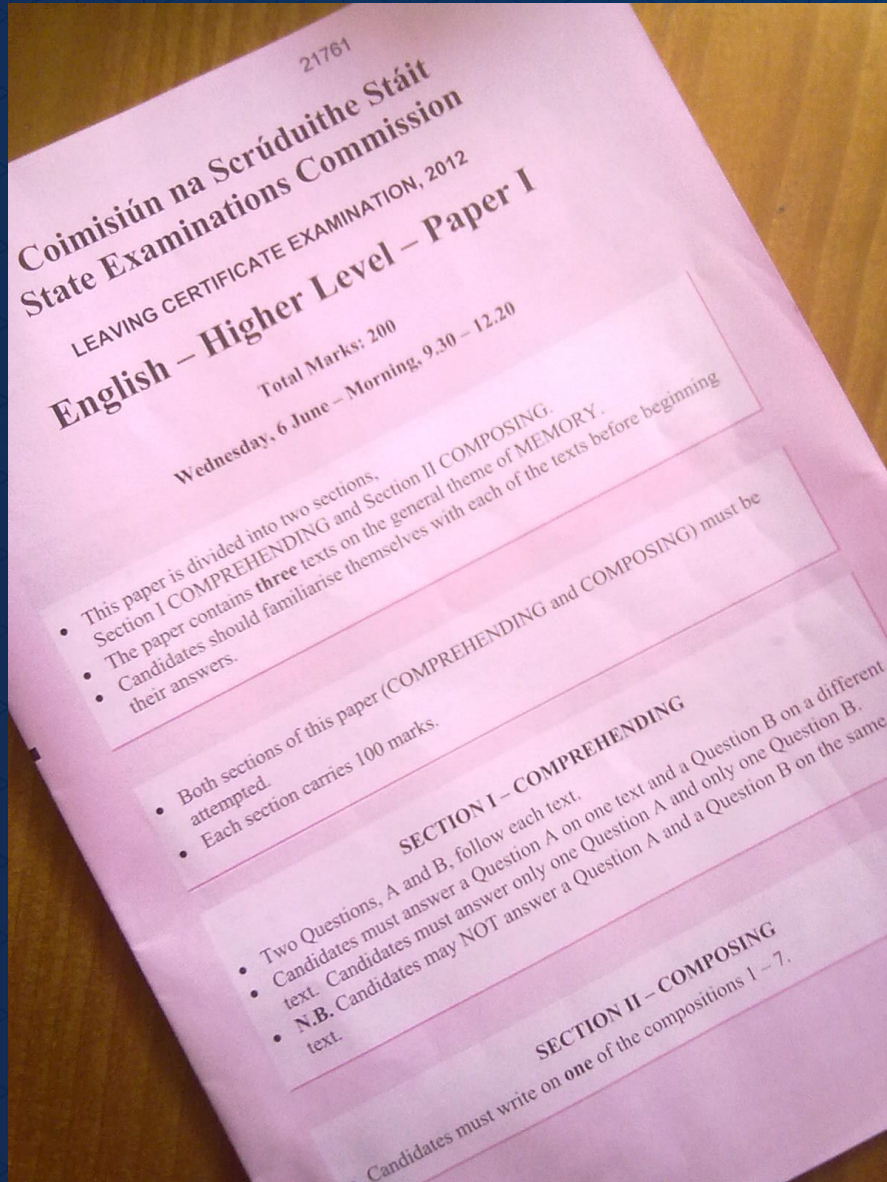 21761
Coimisiún na Scrúduithe Stáit
State Examinations Commission
LEAVING CERTIFICATE EXAMINATION, 2012
English – Higher Level – Paper I
Total Marks: 200
Wednesday, 6 June – Morning, 9.30 – 12.20
• This paper is divided into two sections,
Section I COMPREHENDING and Section II COMPOSING.
• The paper contains three texts on the general theme of MEMORY.
• Candidates should familiarise themselves with each of the texts before beginning
their answers.
• Both sections of this paper (COMPREHENDING and COMPOSING) must be
attempted.
• Each section carries 100 marks.
SECTION I – COMPREHENDING
• Two Questions, A and B, follow each text.
• Candidates must answer a Question A on one text and a Question B on a different
text. Candidates must answer only one Question A and only one Question B.
• N.B. Candidates may NOT answer a Question A and a Question B on the same
text.
SECTION II – COMPOSING
Candidates must write on one of the compositions 1 – 7.